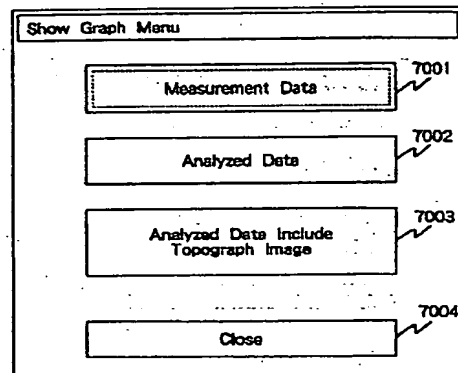 Show Graph Menu
Measurement Data
7001
Analyzed Data
7002
Analyzed Data Include
Topograph Image
7003
Close
7004